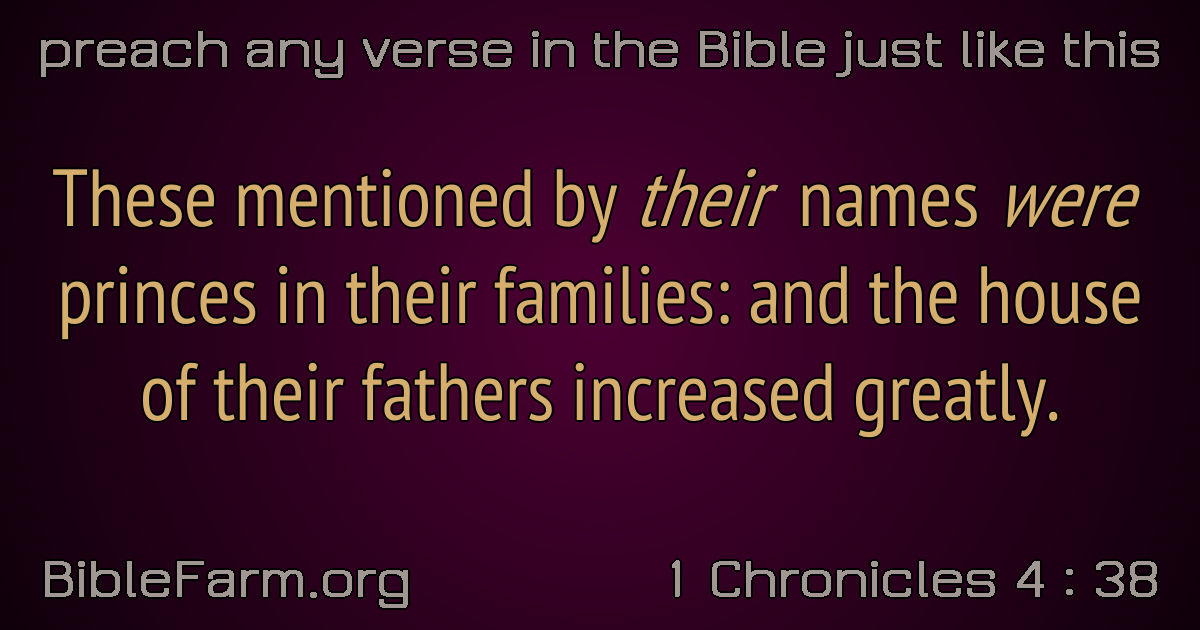 preach any verse in the Bible just like this
These mentioned by their names were
princes in their families: and the house
of their fathers increased greatly.
BibleFarm.org
1 Chronicles 4 : 38